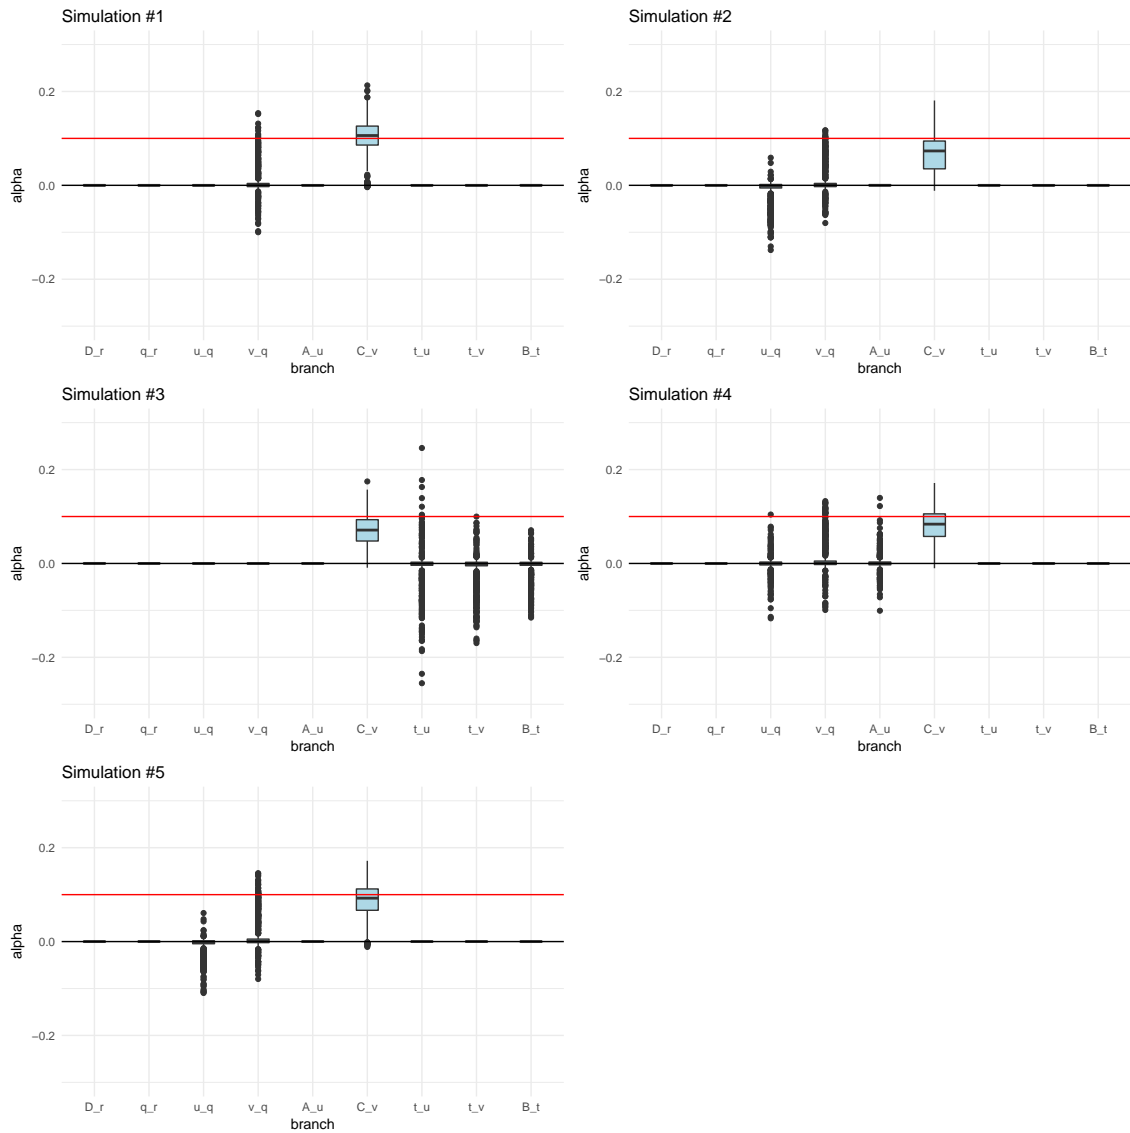 Simulation #1
0.2
0.0
−0.2
alpha
D_r q_r u_q v_q A_u C_v t_u t_v B_t
branch
Simulation #2
0.2
0.0
−0.2
alpha
D_r q_r u_q v_q A_u C_v t_u t_v B_t
branch
Simulation #3
0.2
0.0
−0.2
alpha
D_r q_r u_q v_q A_u C_v t_u t_v B_t
branch
Simulation #4
0.2
0.0
−0.2
alpha
D_r q_r u_q v_q A_u C_v t_u t_v B_t
branch
Simulation #5
0.2
0.0
−0.2
alpha
D_r q_r u_q v_q A_u C_v t_u t_v B_t
branch